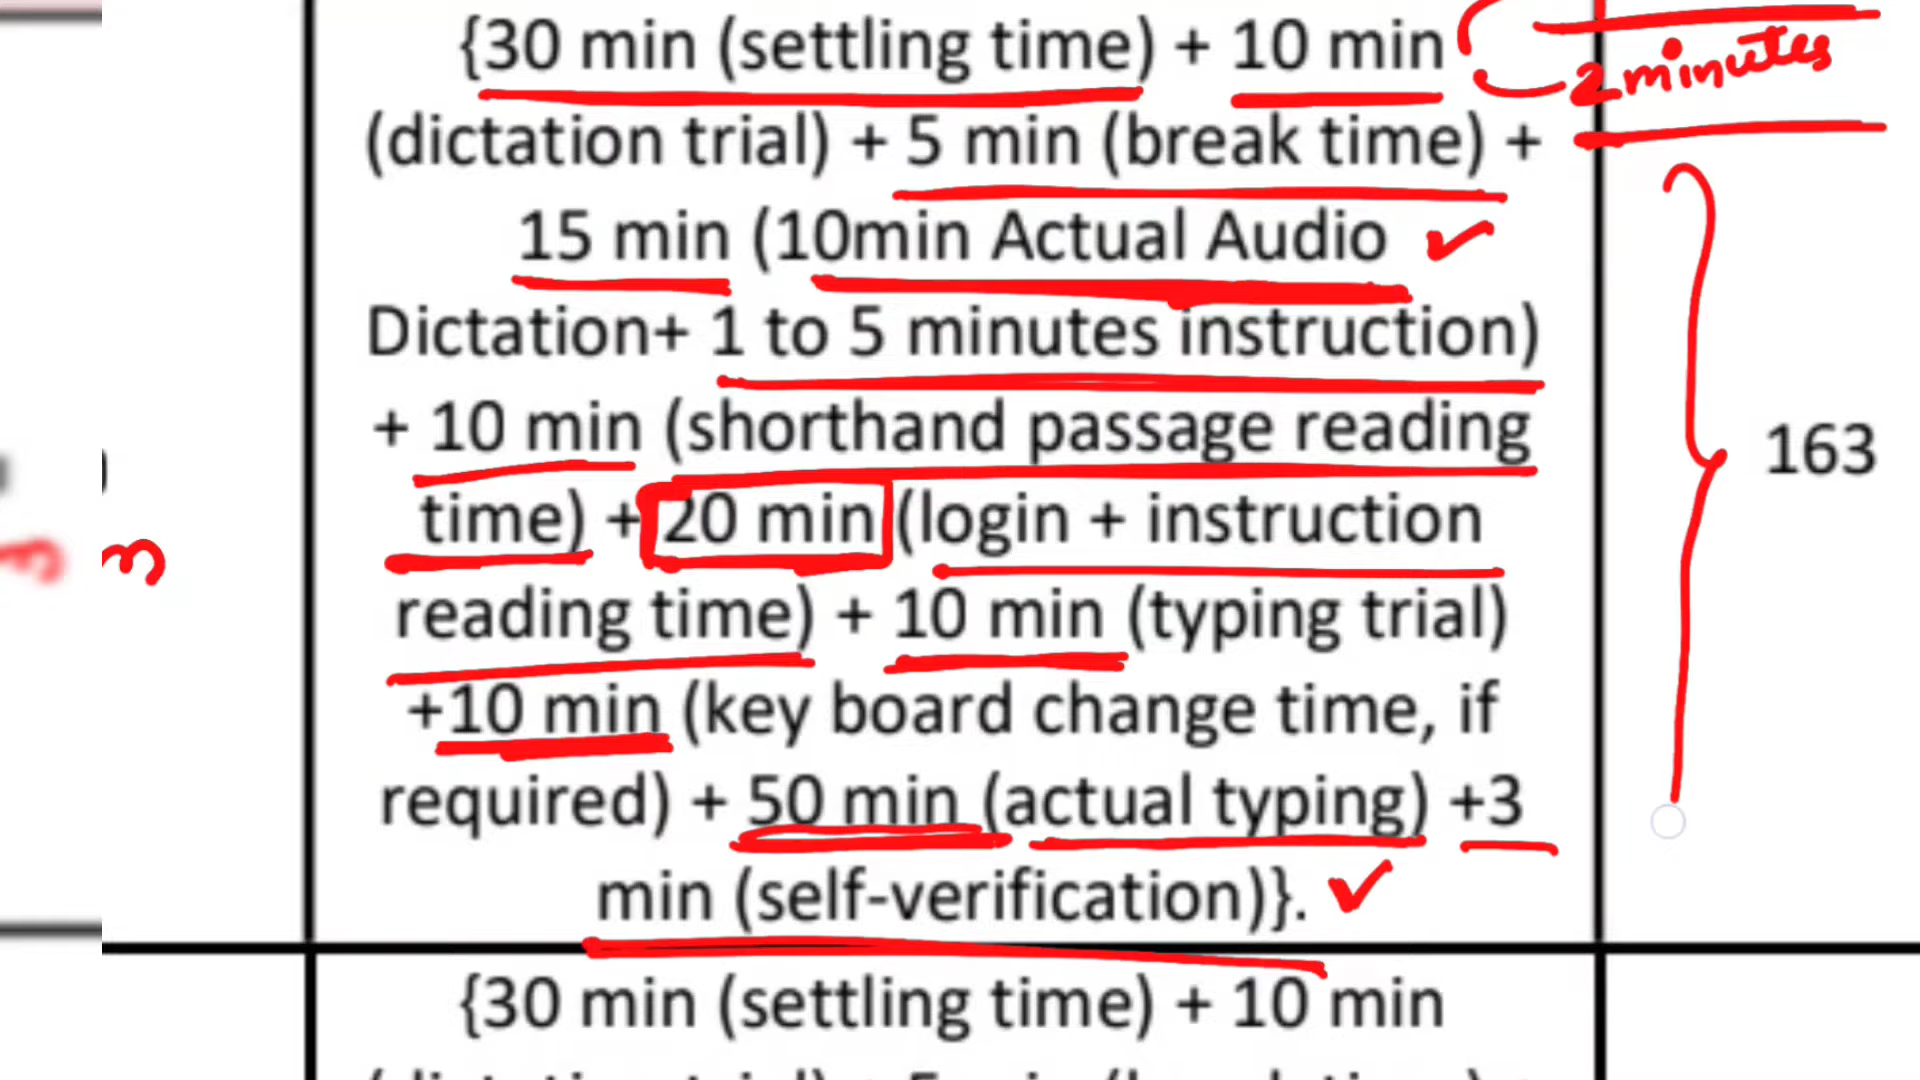 {30 min (settling time) + 10 min
2 minutes
(dictation trial) + 5 min (break time) +
15 min (10min Actual Audio
Dictation+ 1 to 5 minutes instruction)
+ 10 min (shorthand passage reading
163
time) + 20 min (login + instruction
reading time) + 10 min (typing trial)
+10 min (key board change time, if
required) + 50 min (actual typing) +3
min (self-verification)}.
{30 min (settling time) + 10 min